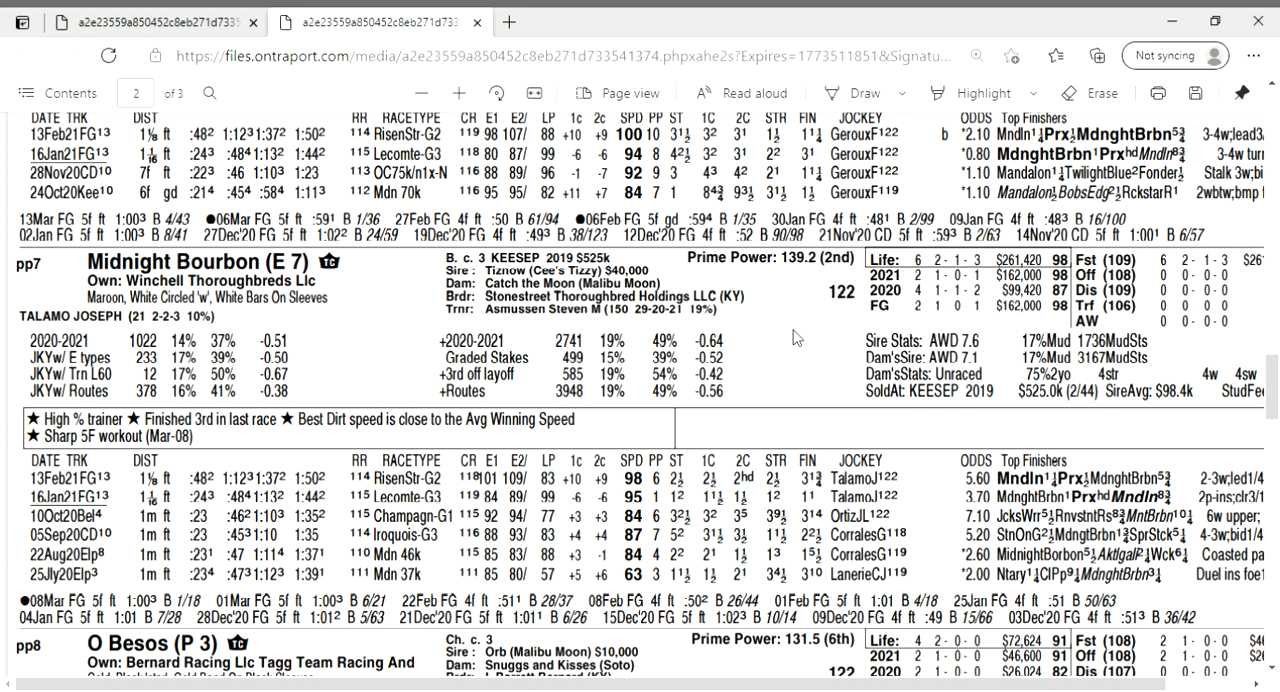 a2e23559a850452c8eb271d733
a2e23559a850452c8eb271d733
https://files.ontraport.com/media/a2e23559a850452c8eb271d733541374.phpxahe2s?Expires=1773511851&Signatu...
Not syncing
Contents 2 of 3 Page view Read aloud Draw Highlight Erase
DATE TRK DIST RR RACETYPE CR E1 E2/ LP 1c 2c SPD PP ST 1C 2C STR FIN JOCKEY ODDS Top Finishers
13Feb21FG13 1⅛ ft :482 1:123 1:372 1:502 114 RisenStr-G2 119 98 107/ 88 +10 +9 100 10 31½ 32 31 1½ 11¼ GerouxF122 b *2.10 Mndln1¼Prx½MdnghtBrbn5¾ 3-4w;lead3/
16Jan21FG13 1 1/16 ft :243 :484 1:132 1:442 115 Lecomte-G3 118 80 87/ 99 -6 -6 94 8 42½ 32 31 22 31 GerouxF122 *0.80 MdnghtBrbn1Prxhd Mndln8¾ 3-4w turn
28Nov20CD10 7f ft :223 :46 1:103 1:23 113 OC75k/n1x-N 116 88 89/ 96 -1 -7 92 9 3 43 42 21 11¼ GerouxF122 *1.10 Mandalon1¼TwilightBlue2Fonder½ Stalk 3w;bi
24Oct20Kee10 6f gd :214 :454 :584 1:113 112 Mdn 70k 116 95 95/ 82 +11 +7 84 7 1 84¾ 93½ 31½ 1½ GerouxF119 *1.10 Mandalon½BobsEdg2½RckstarR1 2wbtw;bmp f
13Mar FG 5f ft 1:003 B 4/43 ●06Mar FG 5f ft :591 B 1/36 27Feb FG 4f ft :50 B 61/94 ●06Feb FG 5f gd :594 B 1/35 30Jan FG 4f ft :481 B 2/99 09Jan FG 4f ft :483 B 16/100
02Jan FG 5f ft 1:003 B 8/41 27Dec'20 FG 5f ft 1:022 B 24/59 19Dec'20 FG 4f ft :493 B 38/123 12Dec'20 FG 4f ft :52 B 90/98 21Nov'20 CD 5f ft :593 B 2/63 14Nov'20 CD 5f ft 1:001 B 6/57
pp7 Midnight Bourbon (E 7)
Own: Winchell Thoroughbreds Llc
Maroon, White Circled 'w', White Bars On Sleeves
TALAMO JOSEPH (21 2-2-3 10%)
B. c. 3 KEESEP 2019 $525k
Sire : Tiznow (Cee's Tizzy) $40,000
Dam: Catch the Moon (Malibu Moon)
Brdr: Stonestreet Thoroughbred Holdings LLC (KY)
Trnr: Asmussen Steven M (150 29-20-21 19%)
Prime Power: 139.2 (2nd)
122
Life: 6 2 - 1 - 3 $261,420 98 Fst (109) 6 2 - 1 - 3 $26
2021 2 1 - 0 - 1 $162,000 98 Off (108) 0 0 - 0 - 0
2020 4 1 - 1 - 2 $99,420 87 Dis (109) 0 0 - 0 - 0
FG 2 1 0 1 $162,000 98 Trf (106) 0 0 - 0 - 0
AW 0 0 - 0 - 0
2020-2021 1022 14% 37% -0.51 +2020-2021 2741 19% 49% -0.64 Sire Stats: AWD 7.6 17%Mud 1736MudSts
JKYw/ E types 233 17% 39% -0.50 Graded Stakes 499 15% 39% -0.52 Dam'sSire: AWD 7.1 17%Mud 3167MudSts
JKYw/ Trn L60 12 17% 50% -0.67 +3rd off layoff 585 19% 54% -0.42 Dam'sStats: Unraced 75%2yo 4str 4w 4sw
JKYw/ Routes 378 16% 41% -0.38 +Routes 3948 19% 49% -0.56 SoldAt: KEESEP 2019 $525.0k (2/44) SireAvg: $98.4k StudFee
★ High % trainer ★ Finished 3rd in last race ★ Best Dirt speed is close to the Avg Winning Speed
★ Sharp 5F workout (Mar-08)
DATE TRK DIST RR RACETYPE CR E1 E2/ LP 1c 2c SPD PP ST 1C 2C STR FIN JOCKEY ODDS Top Finishers
13Feb21FG13 1⅛ ft :482 1:123 1:372 1:502 114 RisenStr-G2 118 101 109/ 83 +10 +9 98 6 2½ 2½ 2hd 2½ 31¾ TalamoJ122 5.60 Mndln1¼Prx½MdnghtBrbn5¾ 2-3w;led1/4
16Jan21FG13 1 1/16 ft :243 :484 1:132 1:442 115 Lecomte-G3 118 84 89/ 99 -6 -6 95 1 12 11½ 1½ 12 11 TalamoJ122 3.70 MdnghtBrbn1Prxhd Mndln8¾ 2p-ins;clr3/1
10Oct20Bel4 1m ft :23 :462 1:103 1:352 115 Champagn-G1 115 92 94/ 77 +3 +3 84 6 32½ 32 35 39½ 314 OrtizJL122 7.10 JcksWrr5½RnvstntRs8¾MntBrbn10¼ 6w upper;
05Sep20CD10 1m ft :23 :453 1:10 1:35 114 Iroquois-G3 116 88 93/ 83 +4 +4 87 7 52 31½ 3½ 11½ 22½ CorralesG118 5.20 StnOnG2½MdngtBrbn1¾SprStck5¼ 4-3w;bid1/4
22Aug20Elp8 1m ft :231 :47 1:114 1:371 110 Mdn 46k 115 85 83/ 88 +3 -1 84 4 22 21 1½ 13 15½ CorralesG119 *2.60 MidnightBorbon5½Aktlgal2¼Wck6¼ Coasted pa
25Jly20Elp3 1m ft :234 :473 1:123 1:391 111 Mdn 37k 111 85 80/ 57 +5 +6 63 3 11½ 1½ 21 34½ 310 LanerieCJ119 *2.00 Ntary1¼ClPp9¼MdnghtBrbn3¼ Duel ins foe1
●08Mar FG 5f ft 1:003 B 1/18 01Mar FG 5f ft 1:003 B 6/21 22Feb FG 4f ft :511 B 28/37 08Feb FG 4f ft :502 B 26/44 01Feb FG 5f ft 1:01 B 4/18 25Jan FG 4f ft :51 B 50/63
04Jan FG 5f ft 1:01 B 7/28 28Dec'20 FG 5f ft 1:012 B 5/63 21Dec'20 FG 5f ft 1:011 B 6/26 15Dec'20 FG 5f ft 1:023 B 10/14 09Dec'20 FG 4f ft :49 B 15/66 03Dec'20 FG 4f ft :513 B 36/42
pp8 O Besos (P 3)
Own: Bernard Racing Llc Tagg Team Racing And
Ch. c. 3
Sire : Orb (Malibu Moon) $10,000
Dam: Snuggs and Kisses (Soto)
Prime Power: 131.5 (6th)
122
Life: 4 2 - 0 - 0 $72,624 91 Fst (108) 2 1 - 0 - 0 $4
2021 2 1 - 0 - 0 $46,600 91 Off (108) 2 1 - 0 - 0 $2
2020 2 1 - 0 - 0 $26,024 82 Dis (107)